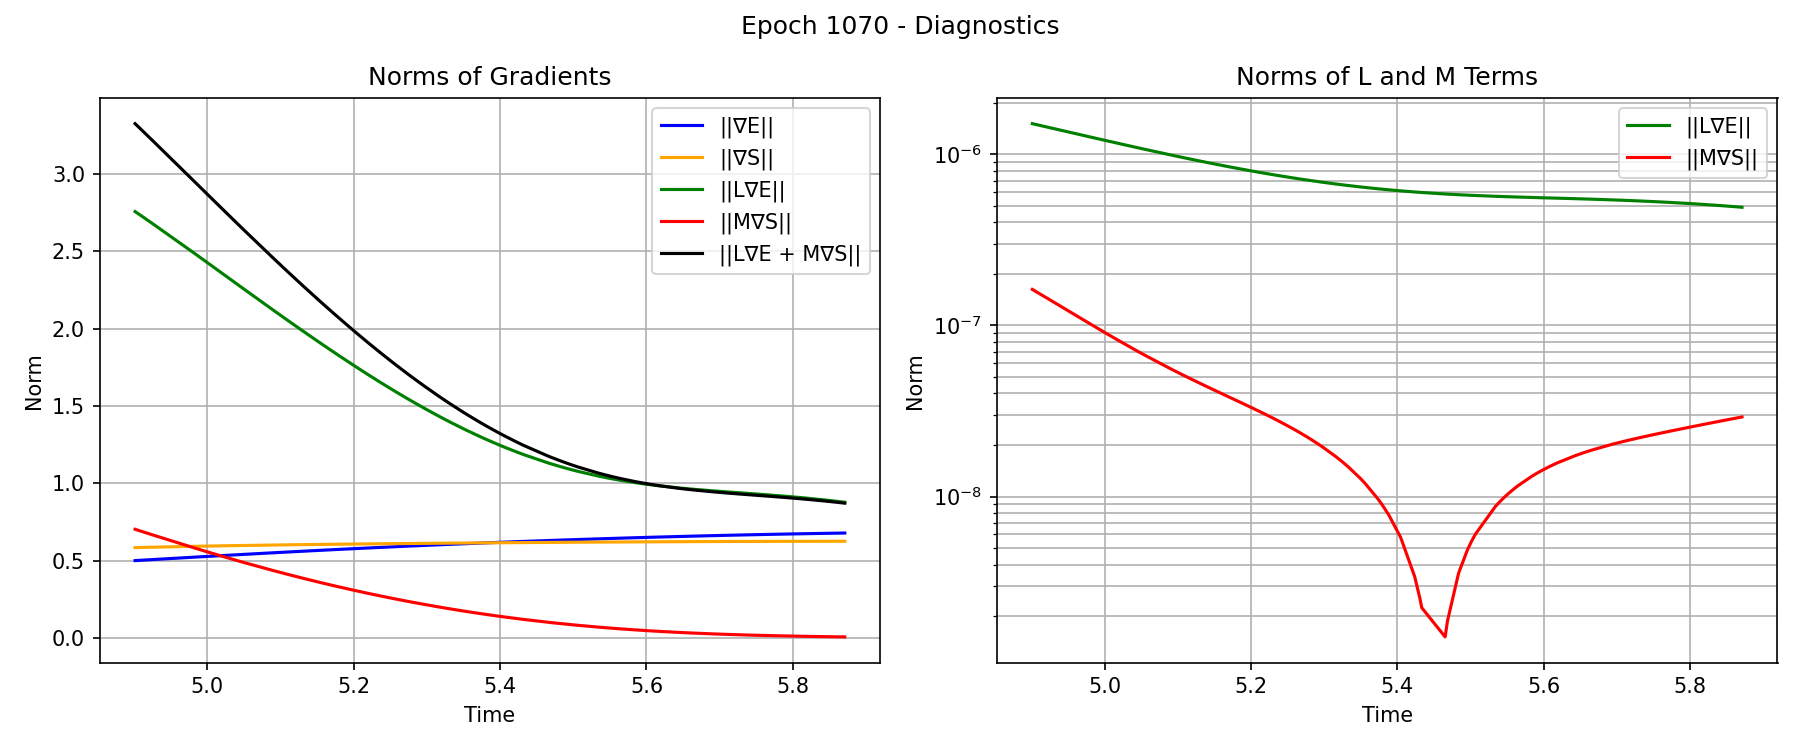 Epoch 1070 - Diagnostics
Norms of Gradients
||∇E||
||∇S||
||L∇E||
||M∇S||
||L∇E + M∇S||
3.0
2.5
2.0
1.5
1.0
0.5
0.0
Norm
5.0 5.2 5.4 5.6 5.8
Time
Norms of L and M Terms
||L∇E||
||M∇S||
10⁻⁶
10⁻⁷
10⁻⁸
Norm
5.0 5.2 5.4 5.6 5.8
Time